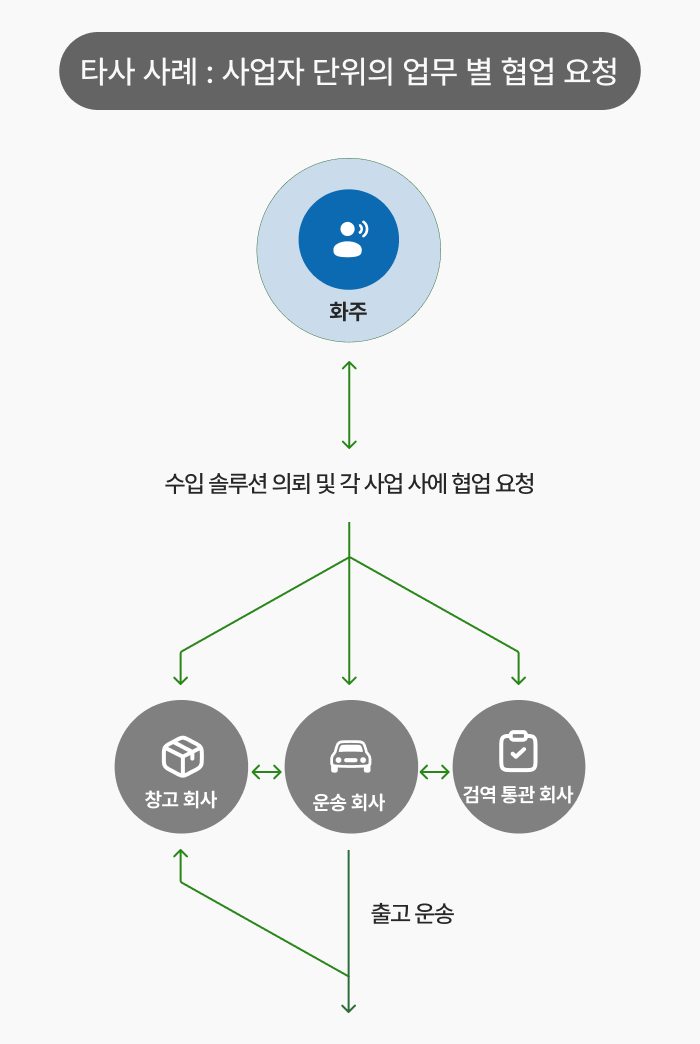 타사 사례 : 사업자 단위의 업무 별 협업 요청
화주
수입 솔루션 의뢰 및 각 사업 사에 협업 요청
창고 회사
운송 회사
검역 통관 회사
출고 운송